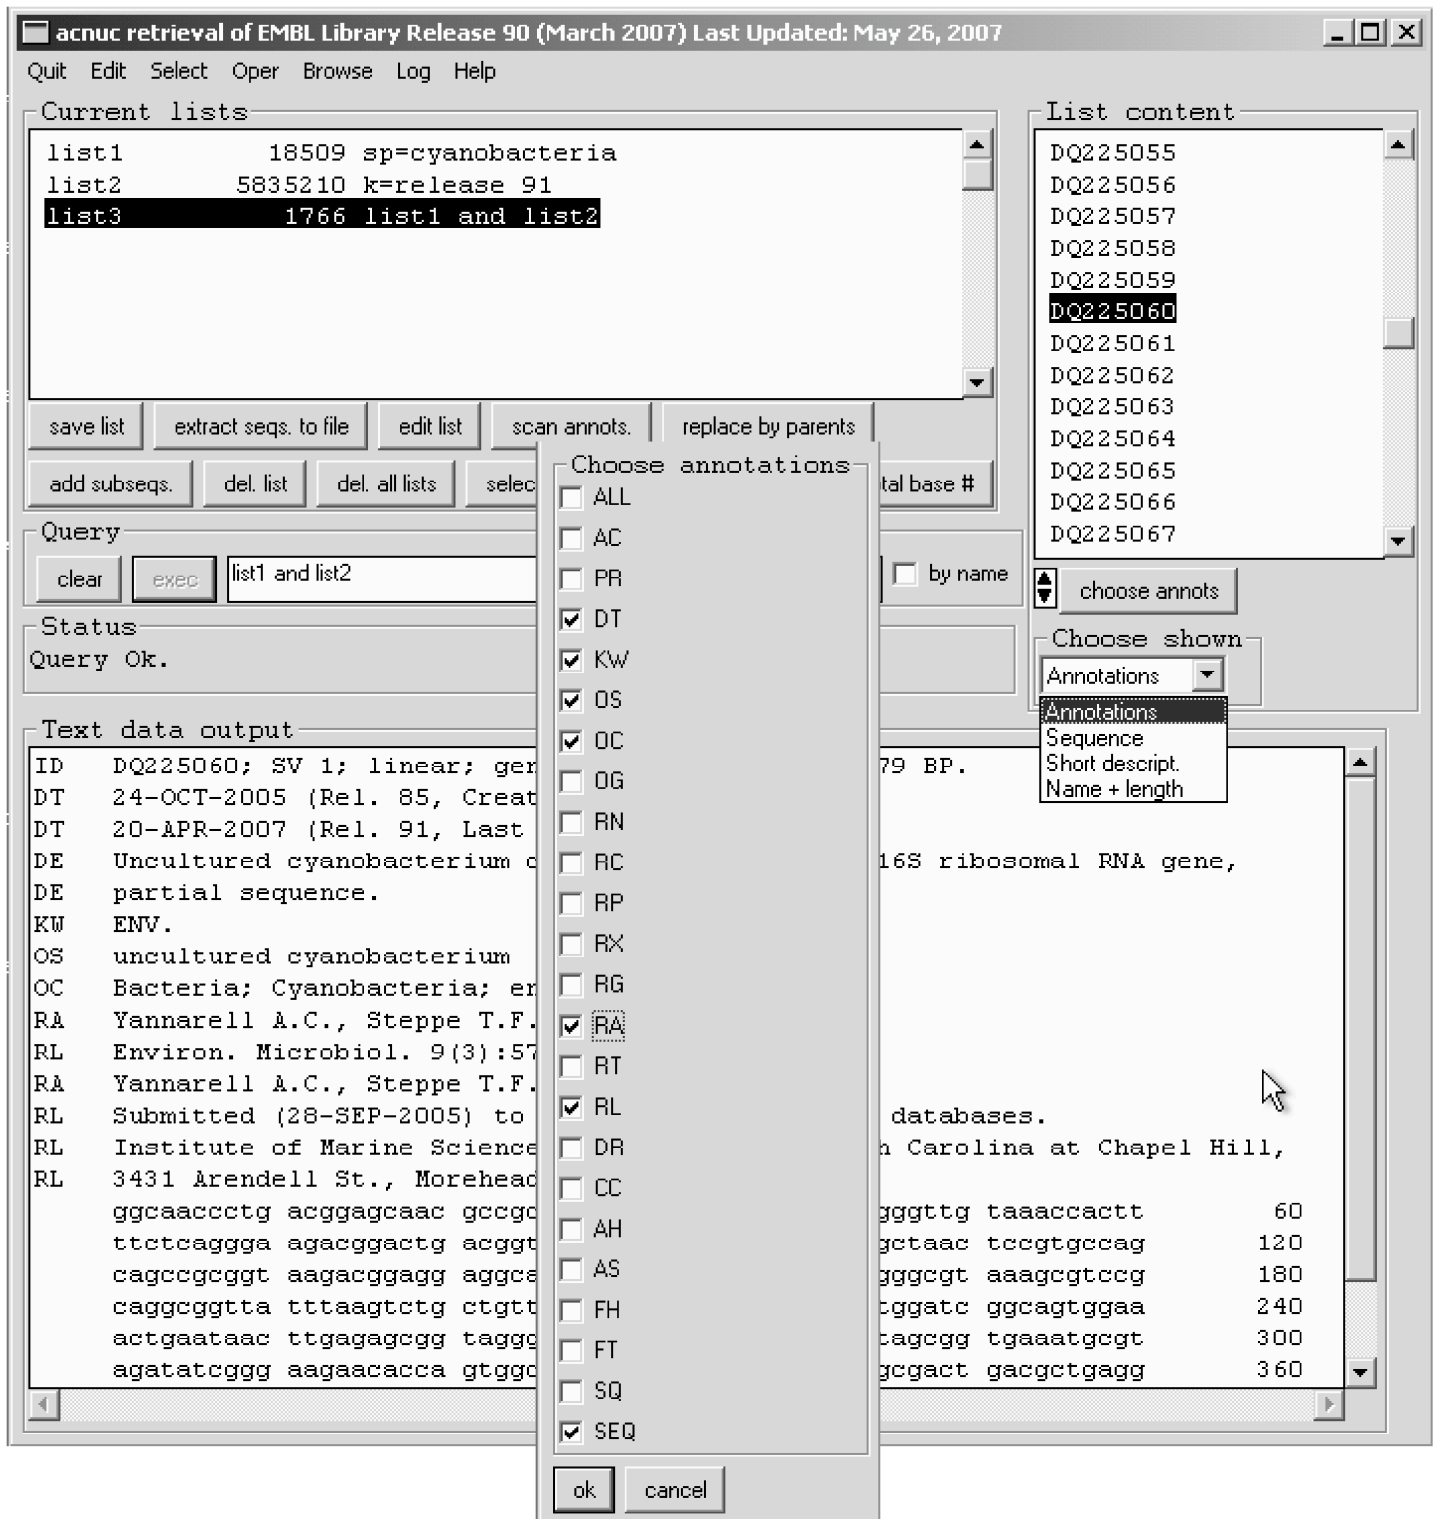 acnuc retrieval of EMBL Library Release 90 (March 2007) Last Updated: May 26, 2007
Quit Edit Select Oper Browse Log Help
Current lists
list1 18509 sp=cyanobacteria
list2 5835210 k=release 91
list3 1766 list1 and list2
save list extract seqs. to file edit list scan annots. replace by parents
add subseqs. del. list del. all lists selec tal base #
Query
clear exec list1 and list2 by name
Status
Query Ok.
List content
DQ225055
DQ225056
DQ225057
DQ225058
DQ225059
DQ225060
DQ225061
DQ225062
DQ225063
DQ225064
DQ225065
DQ225066
DQ225067
choose annots
Choose shown
Annotations
Annotations
Sequence
Short descript.
Name + length
Text data output
ID DQ225060; SV 1; linear; ger 79 BP.
DT 24-OCT-2005 (Rel. 85, Creat
DT 20-APR-2007 (Rel. 91, Last
DE Uncultured cyanobacterium c 16S ribosomal RNA gene,
DE partial sequence.
KW ENV.
OS uncultured cyanobacterium
OC Bacteria; Cyanobacteria; er
RA Yannarell A.C., Steppe T.F.
RL Environ. Microbiol. 9(3):57
RA Yannarell A.C., Steppe T.F.
RL Submitted (28-SEP-2005) to databases.
RL Institute of Marine Science h Carolina at Chapel Hill,
RL 3431 Arendell St., Morehead
ggcaaccctg acggagcaac gccgc gggttg taaaccactt 60
ttctcaggga agacggactg acggt gctaac tccgtgccag 120
cagccgcggt aagacggagg aggca gggcgt aaagcgtccg 180
caggcggtta tttaagtctg ctgtt tggatc ggcagtggaa 240
actgaataac ttgagagcgg taggc tagcgg tgaaatgcgt 300
agatatcggg aagaacacca gtggc gcgact gacgctgagg 360
Choose annotations
ALL
AC
PR
DT
KW
OS
OC
OG
RN
RC
RP
RX
RG
RA
RT
RL
DR
CC
AH
AS
FH
FT
SQ
SEQ
ok cancel